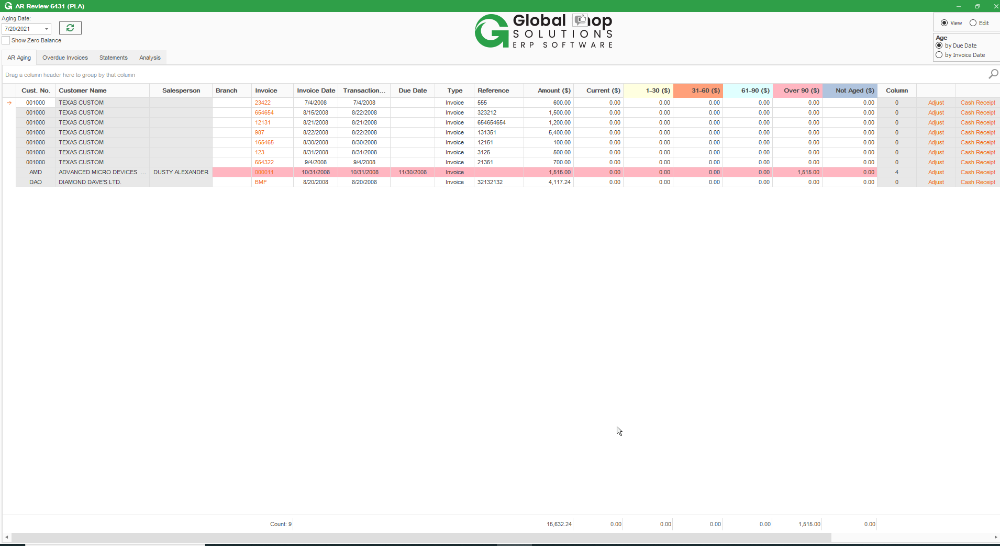 AR Review 6431 (PLA)
Aging Date:
7/20/2021
Show Zero Balance
Global Shop
SOLUTIONS
ERP SOFTWARE
View Edit
Age
by Due Date
by Invoice Date
AR Aging Overdue Invoices Statements Analysis
Drag a column header here to group by that column
Cust. No. Customer Name Salesperson Branch Invoice Invoice Date Transaction... Due Date Type Reference Amount ($) Current ($) 1-30 ($) 31-60 ($) 61-90 ($) Over 90 ($) Not Aged ($) Column
001000 TEXAS CUSTOM 23422 7/4/2008 7/4/2008 Invoice 555 600.00 0.00 0.00 0.00 0.00 0.00 0.00 0 Adjust Cash Receipt
001000 TEXAS CUSTOM 654654 8/15/2008 8/22/2008 Invoice 323212 1,500.00 0.00 0.00 0.00 0.00 0.00 0.00 0 Adjust Cash Receipt
001000 TEXAS CUSTOM 12131 8/21/2008 8/21/2008 Invoice 654654654 1,200.00 0.00 0.00 0.00 0.00 0.00 0.00 0 Adjust Cash Receipt
001000 TEXAS CUSTOM 987 8/22/2008 8/22/2008 Invoice 131351 5,400.00 0.00 0.00 0.00 0.00 0.00 0.00 0 Adjust Cash Receipt
001000 TEXAS CUSTOM 165465 8/30/2008 8/30/2008 Invoice 12151 100.00 0.00 0.00 0.00 0.00 0.00 0.00 0 Adjust Cash Receipt
001000 TEXAS CUSTOM 123 8/31/2008 8/31/2008 Invoice 3125 500.00 0.00 0.00 0.00 0.00 0.00 0.00 0 Adjust Cash Receipt
001000 TEXAS CUSTOM 654322 9/4/2008 9/4/2008 Invoice 21351 700.00 0.00 0.00 0.00 0.00 0.00 0.00 0 Adjust Cash Receipt
AMD ADVANCED MICRO DEVICES ... DUSTY ALEXANDER 000011 10/31/2008 10/31/2008 11/30/2008 Invoice 1,515.00 0.00 0.00 0.00 0.00 1,515.00 0.00 4 Adjust Cash Receipt
DAO DIAMOND DAVE'S LTD. BMF 8/20/2008 8/20/2008 Invoice 32132132 4,117.24 0.00 0.00 0.00 0.00 0.00 0.00 0 Adjust Cash Receipt
Count: 9 15,632.24 0.00 0.00 0.00 0.00 1,515.00 0.00